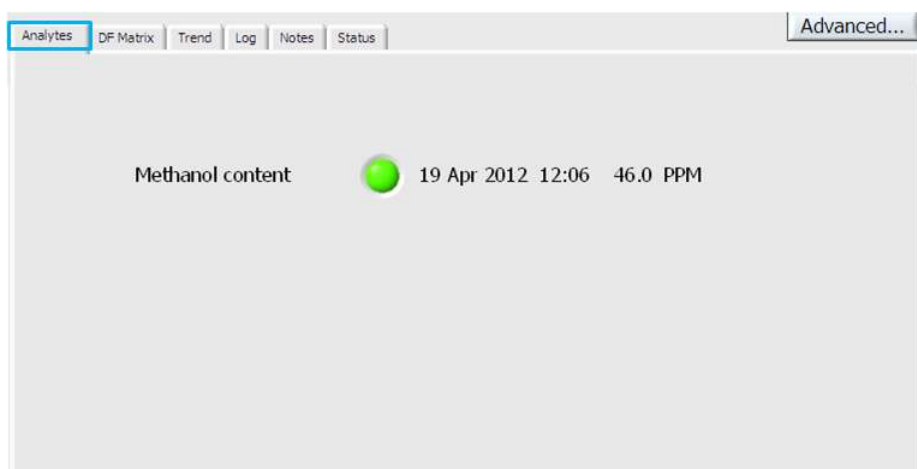 Analytes DF Matrix Trend Log Notes Status Advanced...
Methanol content 19 Apr 2012 12:06 46.0 PPM